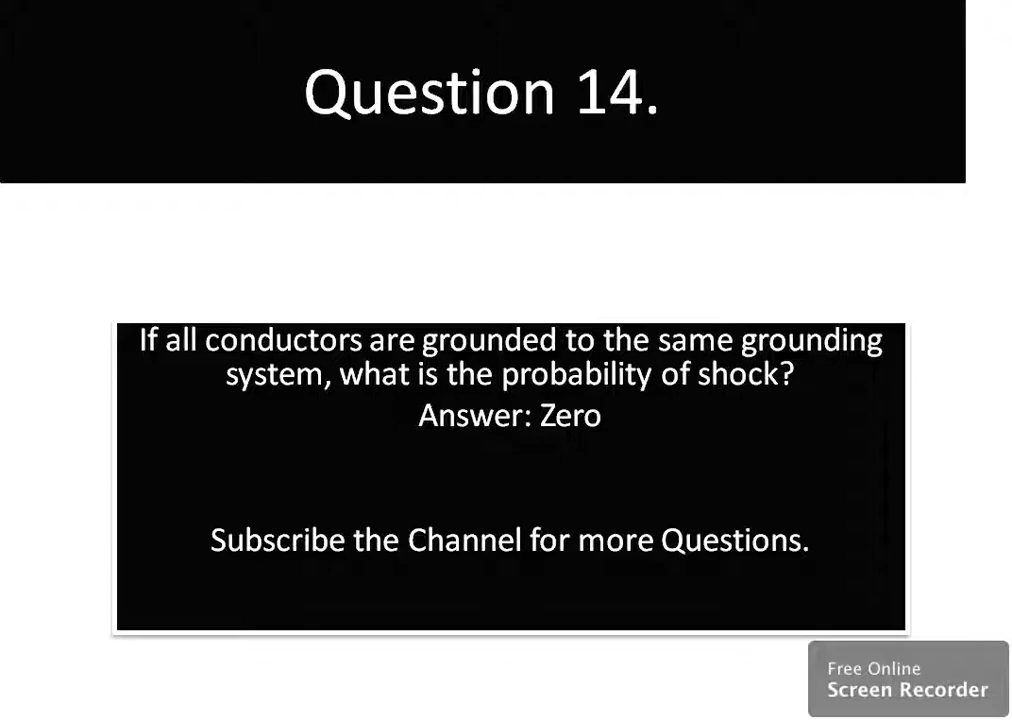 Question 14.
If all conductors are grounded to the same grounding
system, what is the probability of shock?
Answer: Zero
Subscribe the Channel for more Questions.
Free Online
Screen Recorder